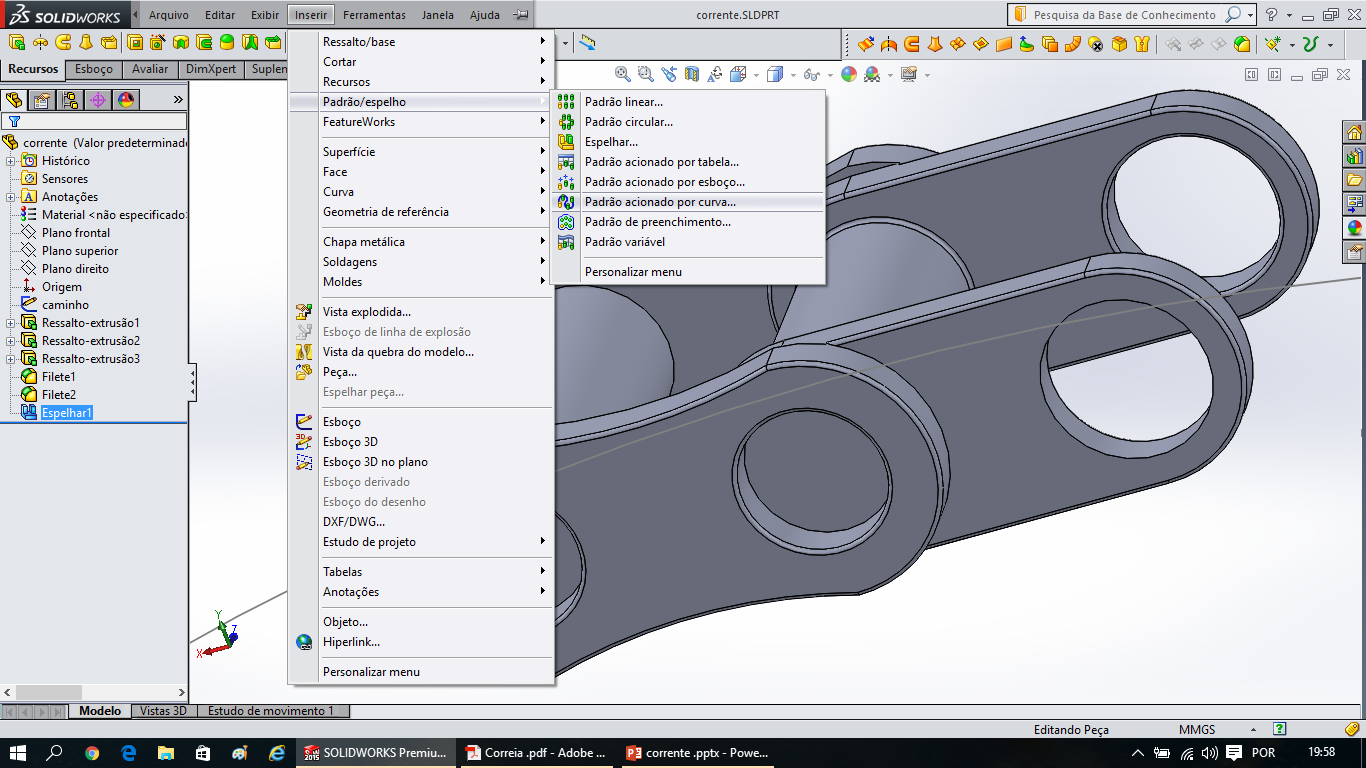 SOLIDWORKS Arquivo Editar Exibir Inserir Ferramentas Janela Ajuda corrente.SLDPRT Pesquisa da Base de Conhecimento
Recursos Esboço Avaliar DimXpert Suplen
corrente (Valor predeterminado
Histórico
Sensores
Anotações
Material <não especificado>
Plano frontal
Plano superior
Plano direito
Origem
caminho
Ressalto-extrusão1
Ressalto-extrusão2
Ressalto-extrusão3
Filete1
Filete2
Espelhar1
Ressalto/base
Cortar
Recursos
Padrão/espelho
FeatureWorks
Superfície
Face
Curva
Geometria de referência
Chapa metálica
Soldagens
Moldes
Vista explodida...
Esboço de linha de explosão
Vista da quebra do modelo...
Peça...
Espelhar peça...
Esboço
Esboço 3D
Esboço 3D no plano
Esboço derivado
Esboço do desenho
DXF/DWG...
Estudo de projeto
Tabelas
Anotações
Objeto...
Hiperlink...
Personalizar menu
Padrão linear...
Padrão circular...
Espelhar...
Padrão acionado por tabela...
Padrão acionado por esboço...
Padrão acionado por curva...
Padrão de preenchimento...
Padrão variável
Personalizar menu
Y
Z
X
Modelo Vistas 3D Estudo de movimento 1
Editando Peça MMGS
SOLIDWORKS Premiu... Correia .pdf - Adobe ... corrente .pptx - Powe... POR 19:58